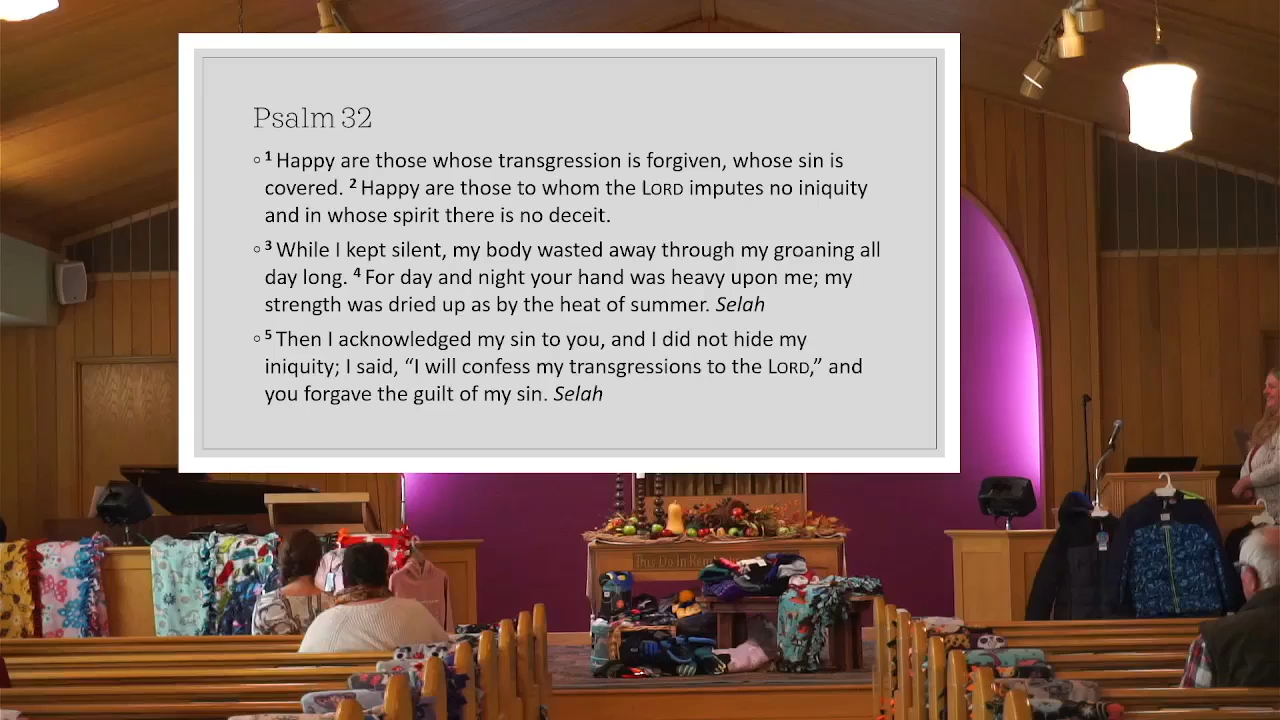 Psalm 32
◦ 1 Happy are those whose transgression is forgiven, whose sin is
covered. 2 Happy are those to whom the LORD imputes no iniquity
and in whose spirit there is no deceit.
◦ 3 While I kept silent, my body wasted away through my groaning all
day long. 4 For day and night your hand was heavy upon me; my
strength was dried up as by the heat of summer. Selah
◦ 5 Then I acknowledged my sin to you, and I did not hide my
iniquity; I said, “I will confess my transgressions to the LORD,” and
you forgave the guilt of my sin. Selah
This Do In